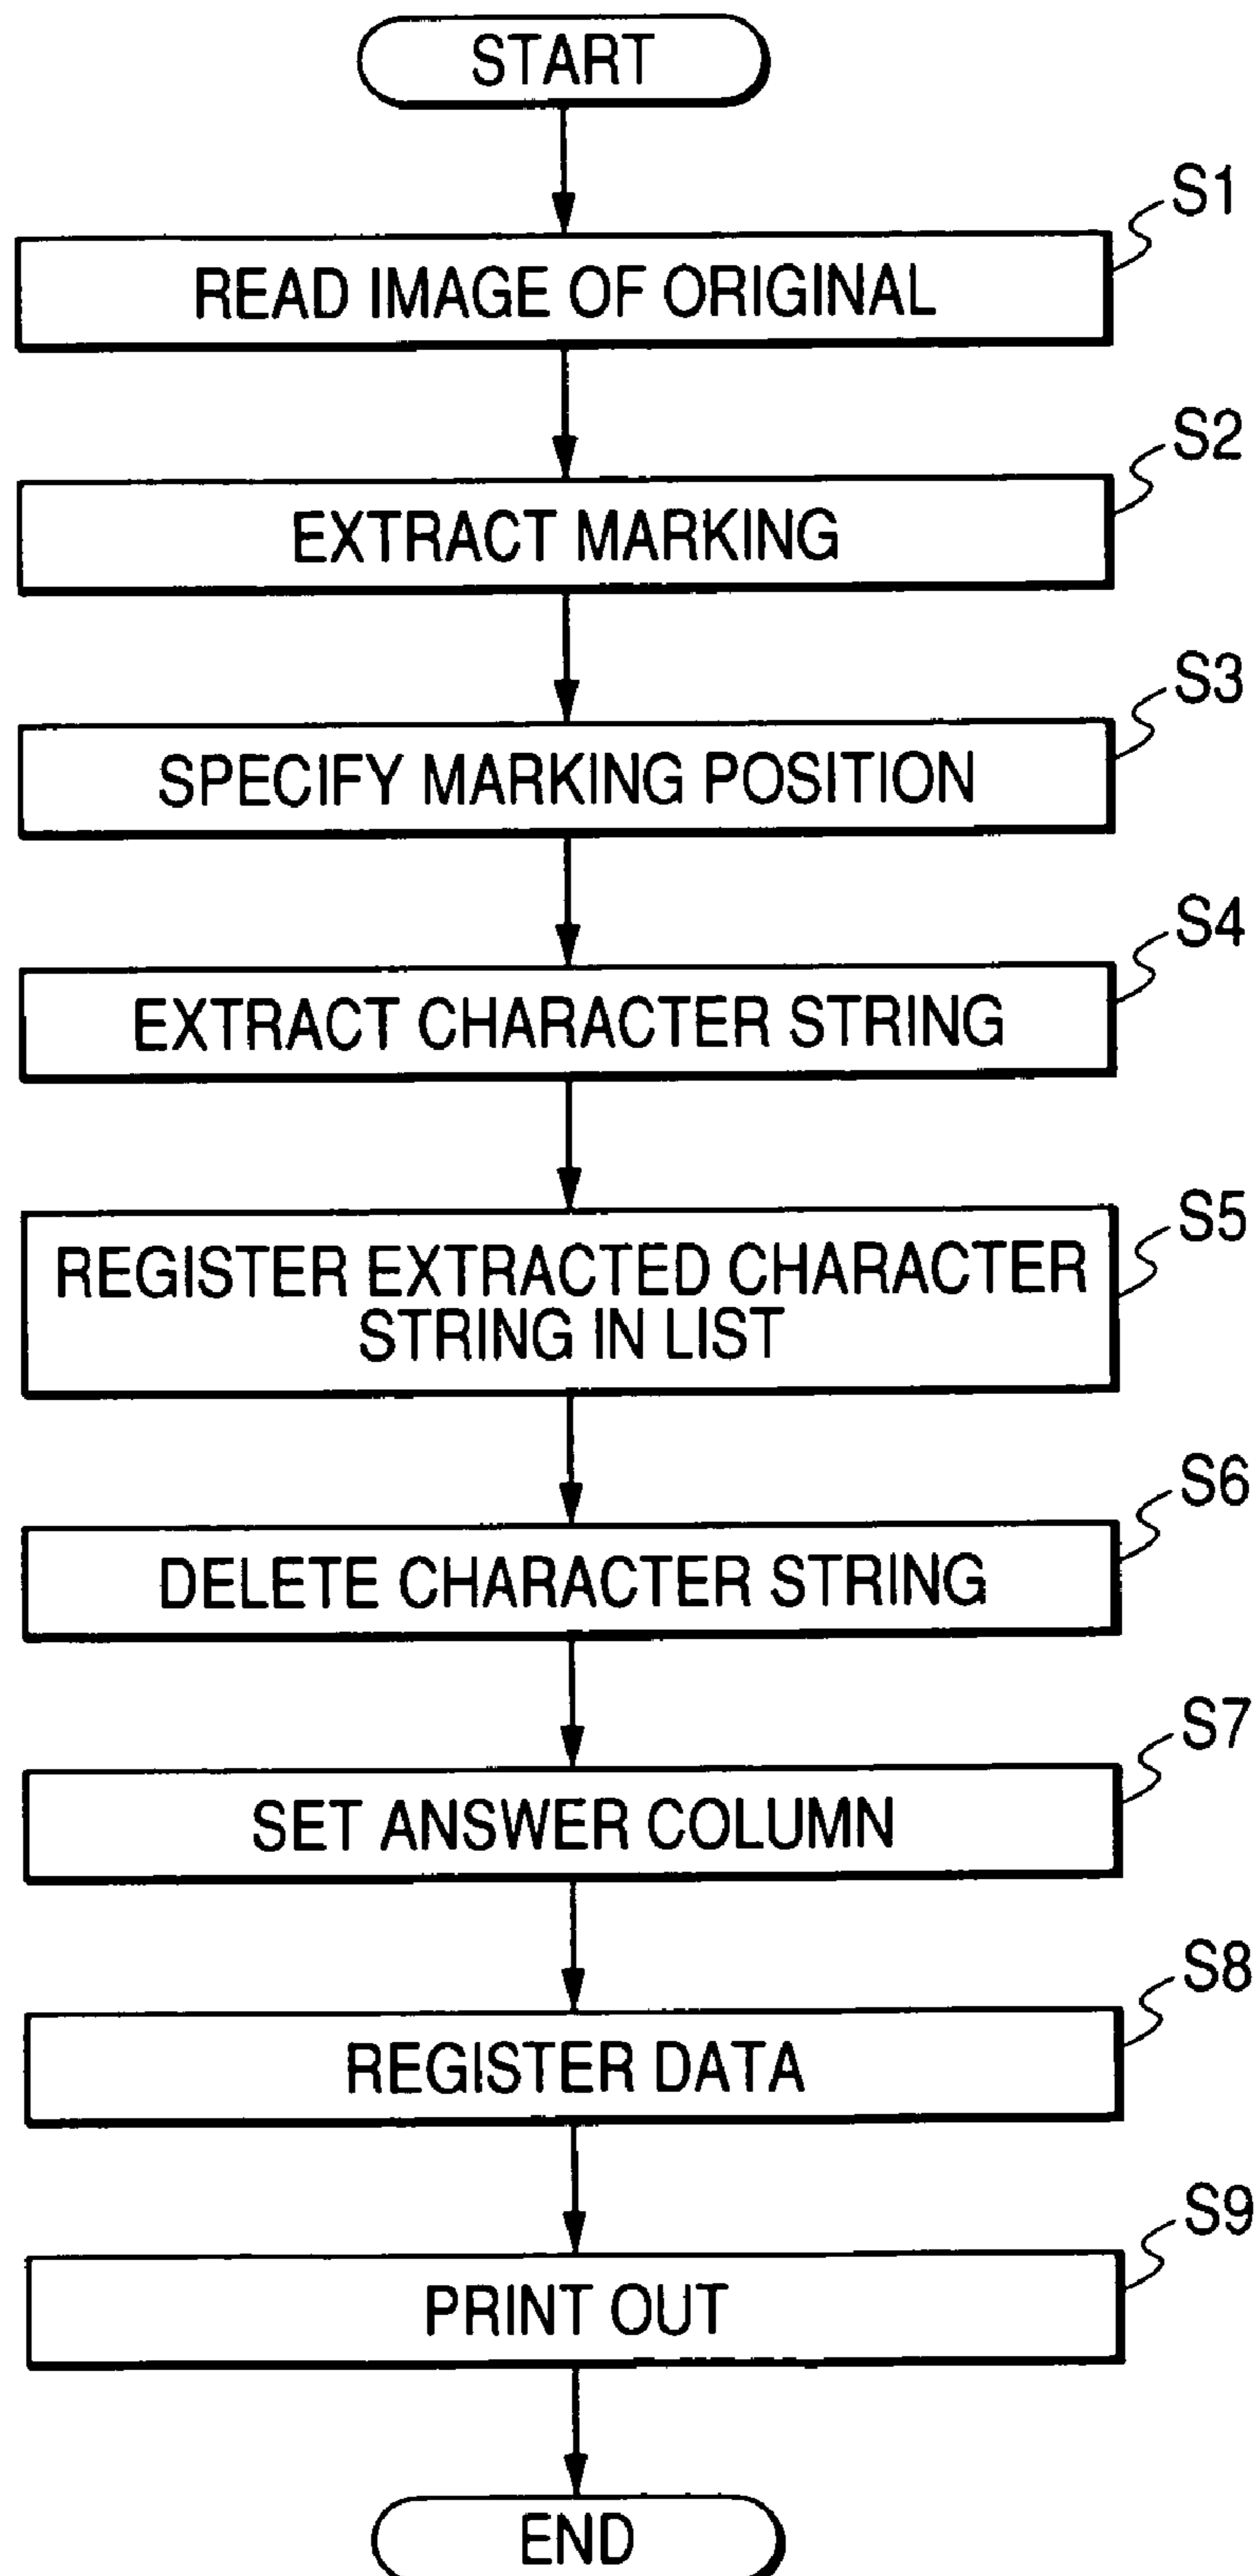 START
S1
READ IMAGE OF ORIGINAL
S2
EXTRACT MARKING
S3
SPECIFY MARKING POSITION
S4
EXTRACT CHARACTER STRING
S5
REGISTER EXTRACTED CHARACTER
STRING IN LIST
S6
DELETE CHARACTER STRING
S7
SET ANSWER COLUMN
S8
REGISTER DATA
S9
PRINT OUT
END